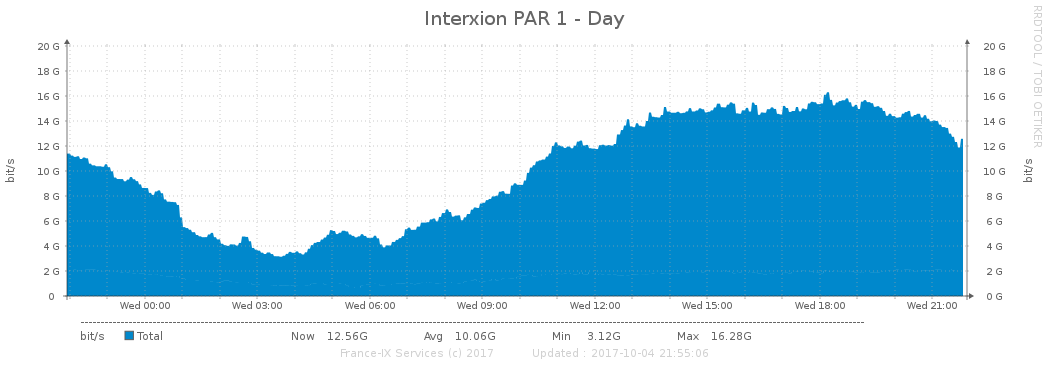 Interxion PAR 1 - Day
RRDTOOL / TOBI OETIKER
bit/s
20 G 20 G
18 G 18 G
16 G 16 G
14 G 14 G
12 G 12 G
10 G 10 G
8 G 8 G
6 G 6 G
4 G 4 G
2 G 2 G
0 0 G
bit/s
Wed 00:00 Wed 03:00 Wed 06:00 Wed 09:00 Wed 12:00 Wed 15:00 Wed 18:00 Wed 21:00
bit/s Total Now 12.56G Avg 10.06G Min 3.12G Max 16.28G
France-IX Services (c) 2017 Updated : 2017-10-04 21:55:06